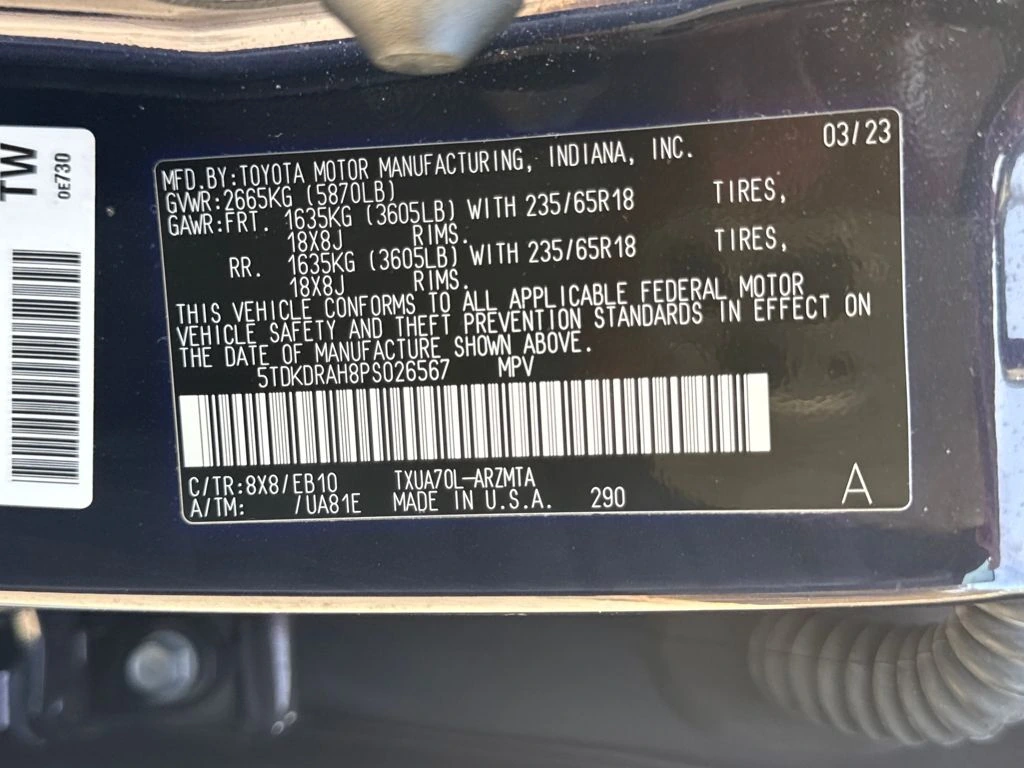 TW
0E730
MFD.BY:TOYOTA MOTOR MANUFACTURING, INDIANA, INC. 03/23
GVWR:2665KG (5870LB)
GAWR:FRT. 1635KG (3605LB) WITH 235/65R18 TIRES,
18X8J RIMS.
RR. 1635KG (3605LB) WITH 235/65R18 TIRES,
18X8J RIMS.
THIS VEHICLE CONFORMS TO ALL APPLICABLE FEDERAL MOTOR
VEHICLE SAFETY AND THEFT PREVENTION STANDARDS IN EFFECT ON
THE DATE OF MANUFACTURE SHOWN ABOVE.
5TDKDRAH8PS026567 MPV
C/TR:8X8/EB10 TXUA70L-ARZMTA
A/TM: /UA81E MADE IN U.S.A. 290 A